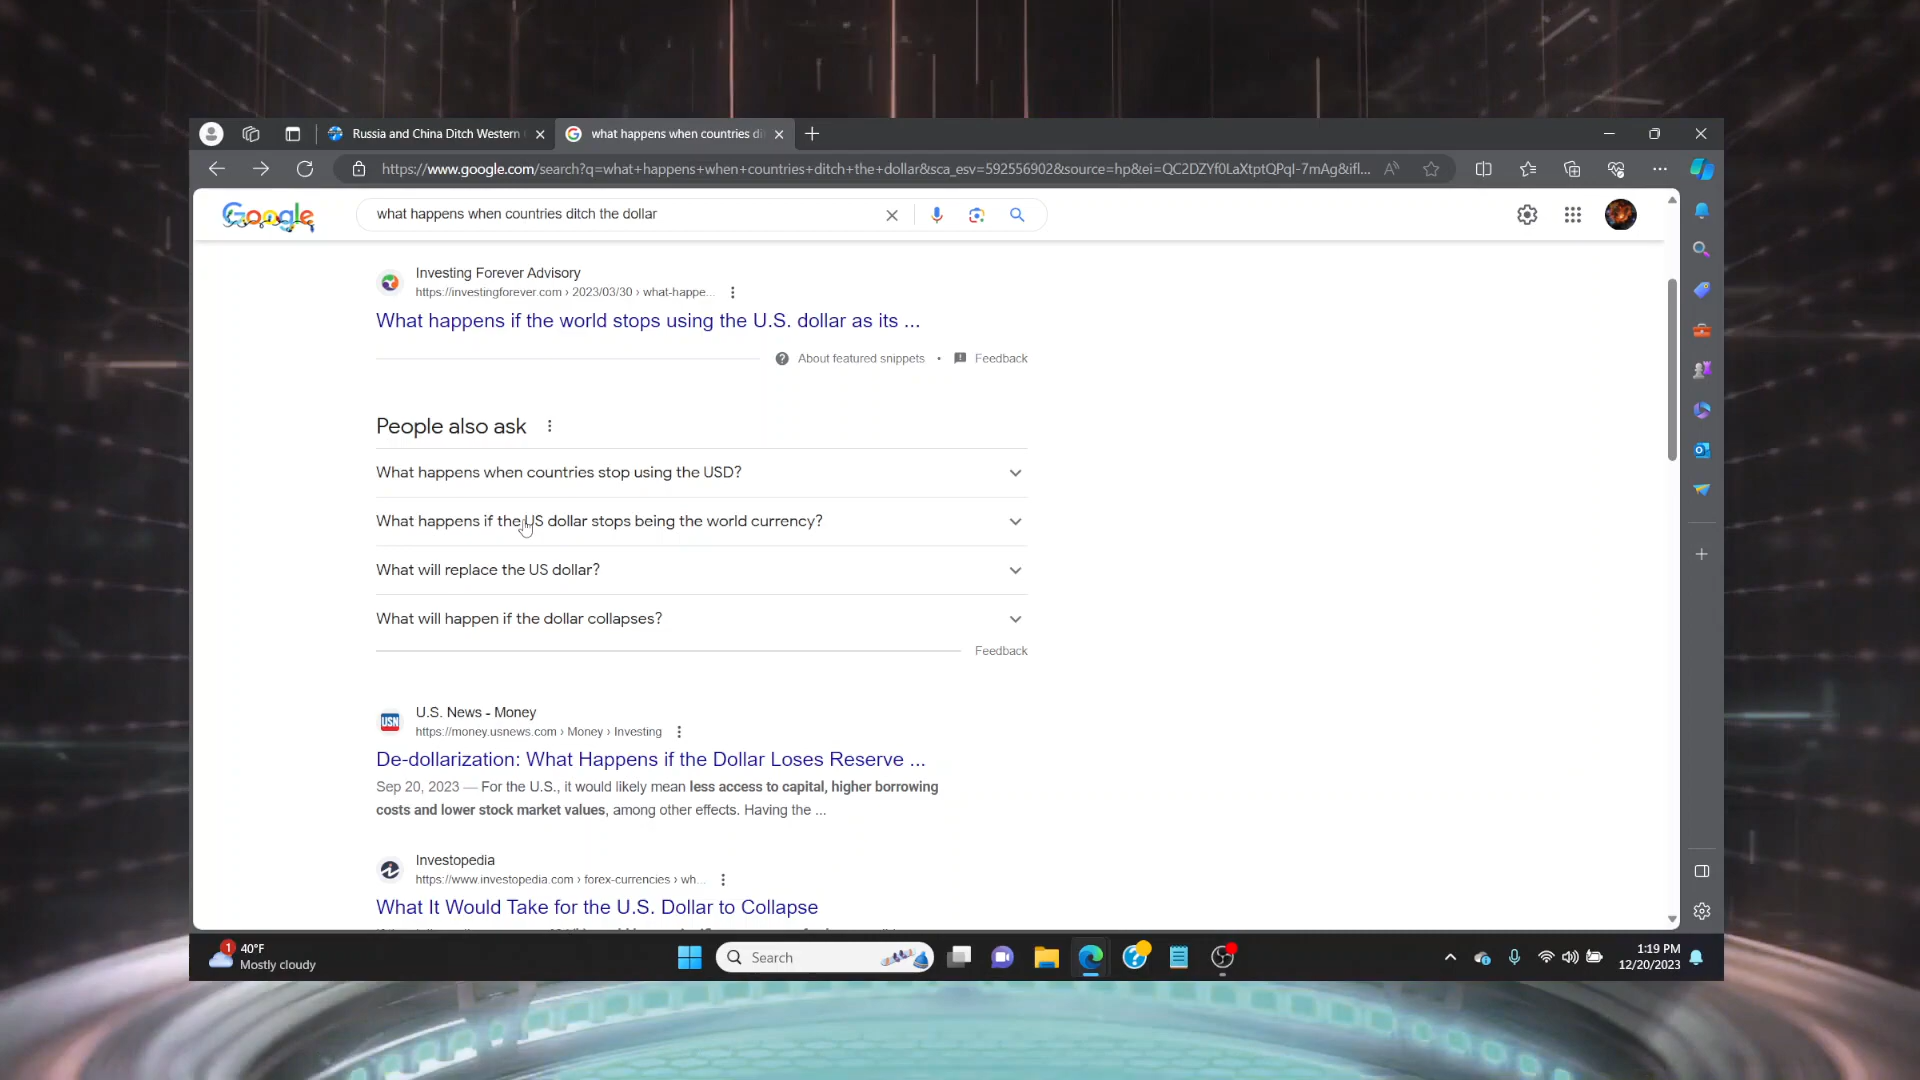 Russia and China Ditch Western
what happens when countries di
https://www.google.com/search?q=what+happens+when+countries+ditch+the+dollar&sca_esv=592556902&source=hp&ei=QC2DZYf0LaXtptQPqI-7mAg&ifl...
Google
what happens when countries ditch the dollar
Investing Forever Advisory
https://investingforever.com › 2023/03/30 › what-happe...
What happens if the world stops using the U.S. dollar as its ...
About featured snippets • Feedback
People also ask
What happens when countries stop using the USD?
What happens if the US dollar stops being the world currency?
What will replace the US dollar?
What will happen if the dollar collapses?
Feedback
USN
U.S. News - Money
https://money.usnews.com › Money › Investing
De-dollarization: What Happens if the Dollar Loses Reserve ...
Sep 20, 2023 — For the U.S., it would likely mean less access to capital, higher borrowing
costs and lower stock market values, among other effects. Having the ...
Investopedia
https://www.investopedia.com › forex-currencies › wh...
What It Would Take for the U.S. Dollar to Collapse
1
40°F
Mostly cloudy
Search
1:19 PM
12/20/2023